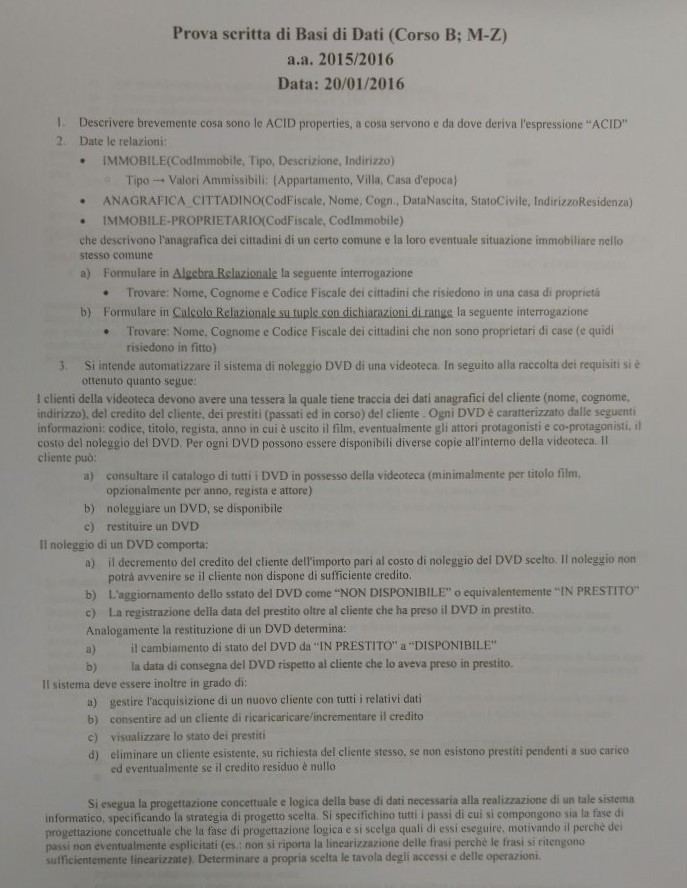 Prova scritta di Basi di Dati (Corso B; M-Z)
a.a. 2015/2016
Data: 20/01/2016
1. Descrivere brevemente cosa sono le ACID properties, a cosa servono e da dove deriva l'espressione "ACID"
2. Date le relazioni:
• IMMOBILE(CodImmobile, Tipo, Descrizione, Indirizzo)
○ Tipo → Valori Ammissibili: {Appartamento, Villa, Casa d'epoca}
• ANAGRAFICA_CITTADINO(CodFiscale, Nome, Cogn., DataNascita, StatoCivile, IndirizzoResidenza)
• IMMOBILE-PROPRIETARIO(CodFiscale, CodImmobile)
che descrivono l'anagrafica dei cittadini di un certo comune e la loro eventuale situazione immobiliare nello
stesso comune
a) Formulare in Algebra Relazionale la seguente interrogazione
• Trovare: Nome, Cognome e Codice Fiscale dei cittadini che risiedono in una casa di proprietà
b) Formulare in Calcolo Relazionale su tuple con dichiarazioni di range la seguente interrogazione
• Trovare: Nome, Cognome e Codice Fiscale dei cittadini che non sono proprietari di case (e quidi
risiedono in fitto)
3. Si intende automatizzare il sistema di noleggio DVD di una videoteca. In seguito alla raccolta dei requisiti si è
ottenuto quanto segue:
I clienti della videoteca devono avere una tessera la quale tiene traccia dei dati anagrafici del cliente (nome, cognome,
indirizzo), del credito del cliente, dei prestiti (passati ed in corso) del cliente . Ogni DVD è caratterizzato dalle seguenti
informazioni: codice, titolo, regista, anno in cui è uscito il film, eventualmente gli attori protagonisti e co-protagonisti, il
costo del noleggio del DVD. Per ogni DVD possono essere disponibili diverse copie all'interno della videoteca. Il
cliente può:
a) consultare il catalogo di tutti i DVD in possesso della videoteca (minimalmente per titolo film,
opzionalmente per anno, regista e attore)
b) noleggiare un DVD, se disponibile
c) restituire un DVD
Il noleggio di un DVD comporta:
a) il decremento del credito del cliente dell'importo pari al costo di noleggio del DVD scelto. Il noleggio non
potrà avvenire se il cliente non dispone di sufficiente credito.
b) L'aggiornamento dello sstato del DVD come "NON DISPONIBILE" o equivalentemente "IN PRESTITO"
c) La registrazione della data del prestito oltre al cliente che ha preso il DVD in prestito.
Analogamente la restituzione di un DVD determina:
a) il cambiamento di stato del DVD da "IN PRESTITO" a "DISPONIBILE"
b) la data di consegna del DVD rispetto al cliente che lo aveva preso in prestito.
Il sistema deve essere inoltre in grado di:
a) gestire l'acquisizione di un nuovo cliente con tutti i relativi dati
b) consentire ad un cliente di ricaricaricare/incrementare il credito
c) visualizzare lo stato dei prestiti
d) eliminare un cliente esistente, su richiesta del cliente stesso, se non esistono prestiti pendenti a suo carico
ed eventualmente se il credito residuo è nullo
Si esegua la progettazione concettuale e logica della base di dati necessaria alla realizzazione di un tale sistema
informatico, specificando la strategia di progetto scelta. Si specifichino tutti i passi di cui si compongono sia la fase di
progettazione concettuale che la fase di progettazione logica e si scelga quali di essi eseguire, motivando il perchè dei
passi non eventualmente esplicitati (es.: non si riporta la linearizzazione delle frasi perchè le frasi si ritengono
sufficientemente linearizzate). Determinare a propria scelta le tavola degli accessi e delle operazioni.